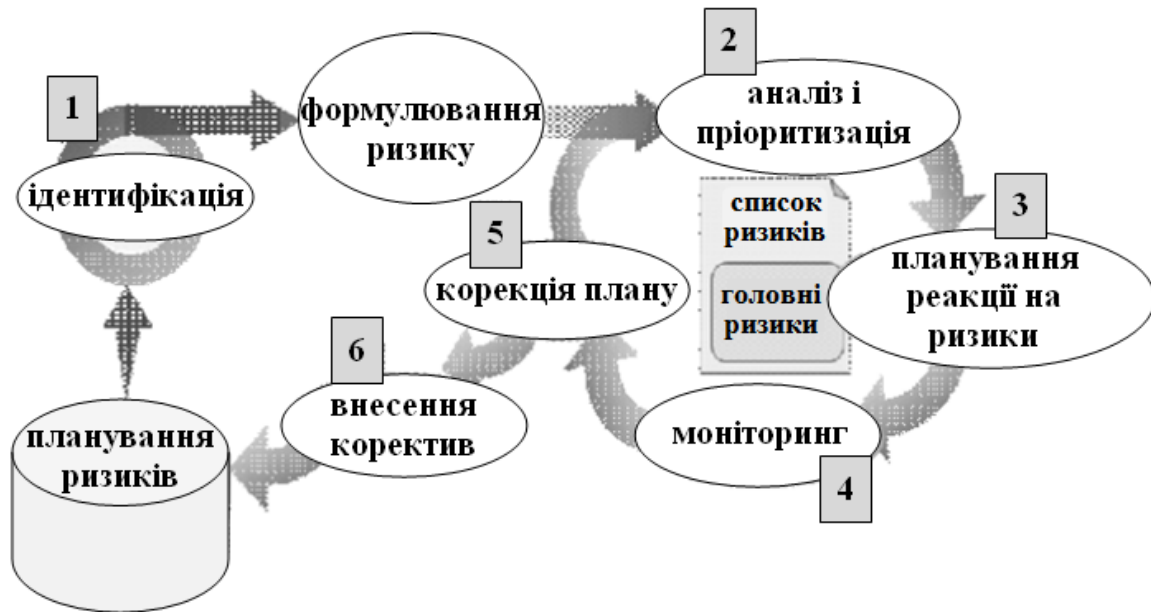 1
ідентифікація
формулювання
ризику
2
аналіз і
пріоритизація
список
ризиків
головні
ризики
3
планування
реакції на
ризики
4
моніторинг
5
корекція плану
6
внесення
коректив
планування
ризиків